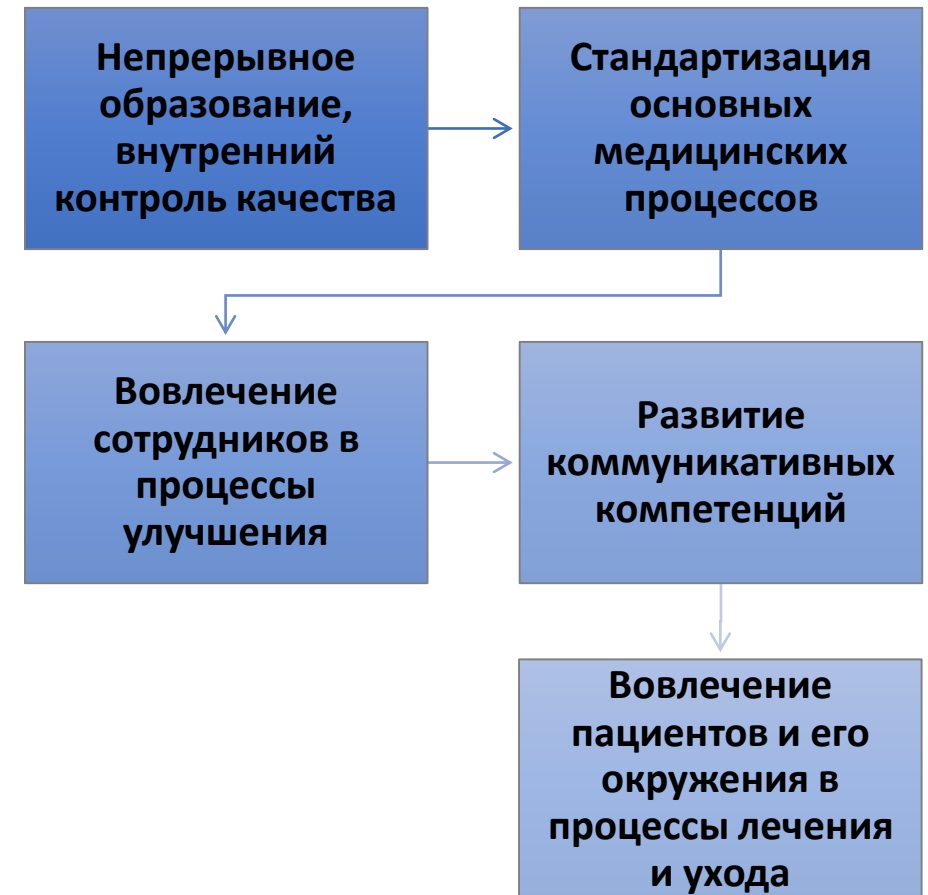 Непрерывное
образование,
внутренний
контроль качества
Стандартизация
основных
медицинских
процессов
Вовлечение
сотрудников в
процессы
улучшения
Развитие
коммуникативных
компетенций
Вовлечение
пациентов и его
окружения в
процессы лечения
и ухода